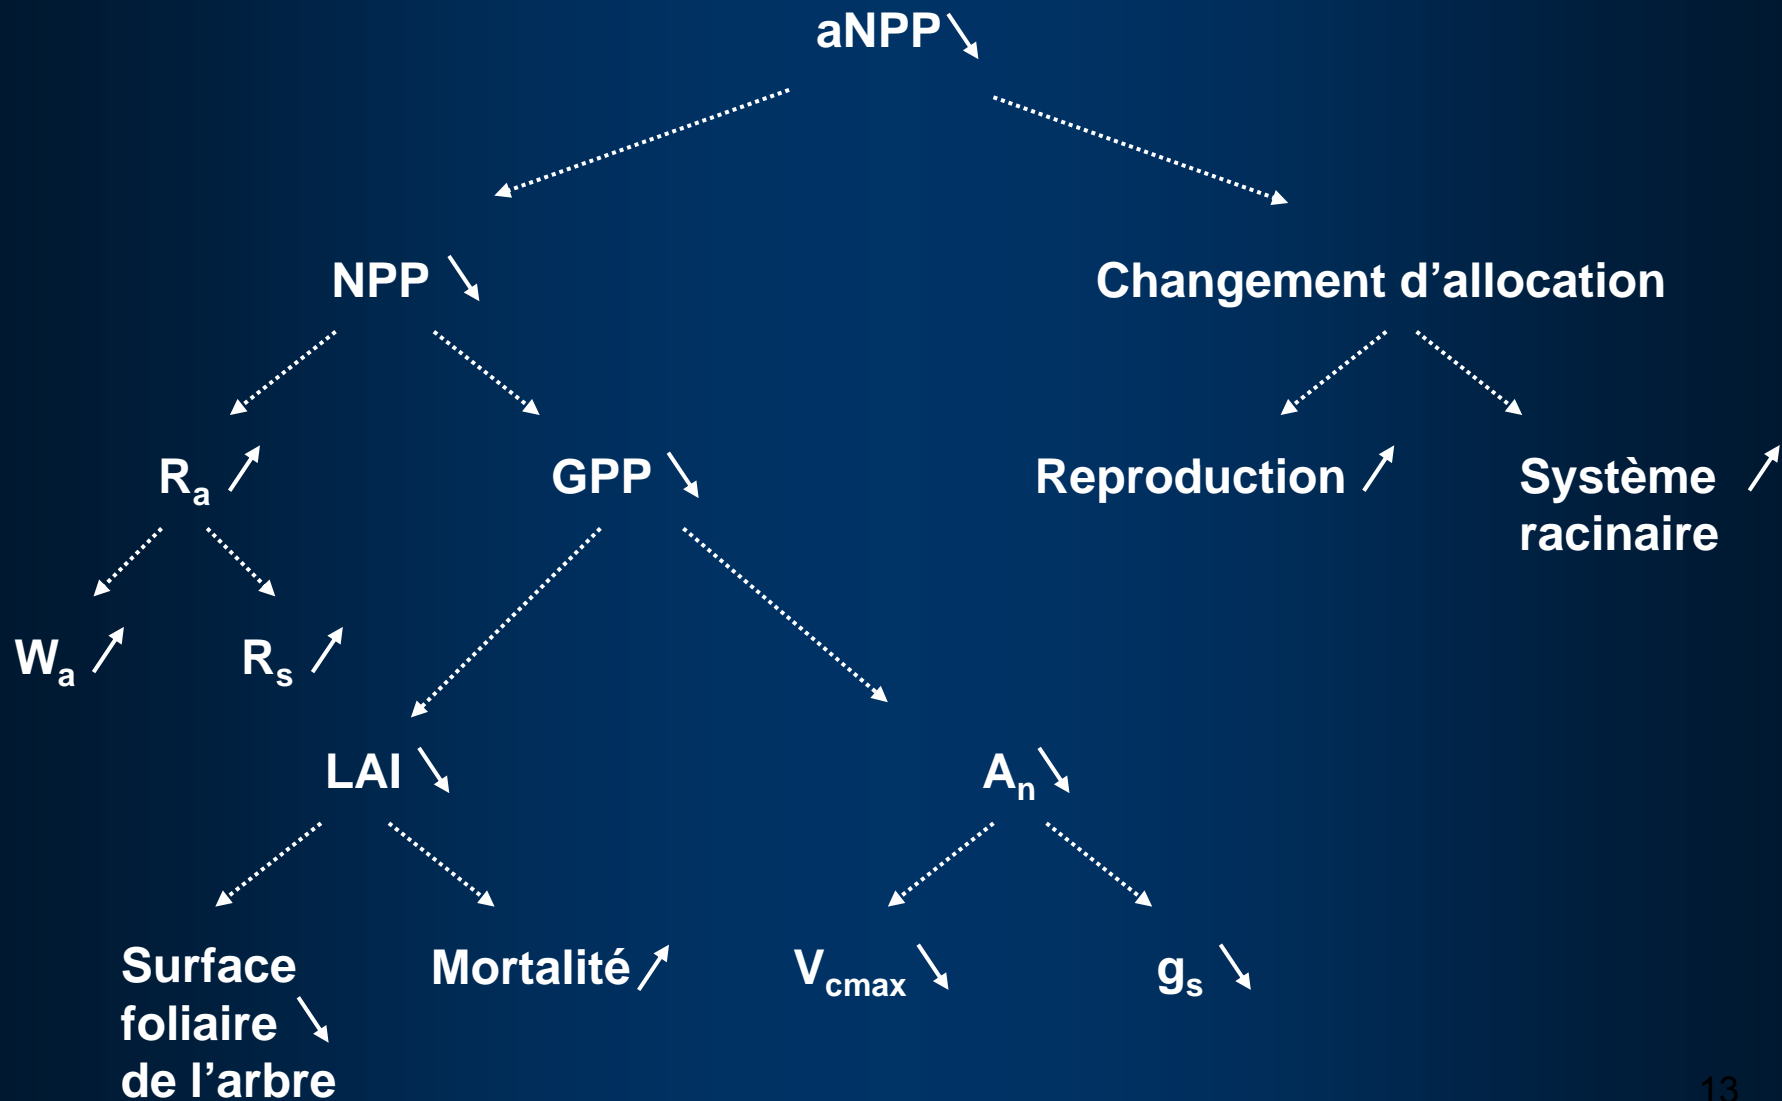 aNPP
NPP
Changement d’allocation
Ra
GPP
Reproduction
Système
racinaire
Wa
Rs
LAI
An
Surface
foliaire
de l’arbre
Mortalité
Vcmax
gs
13